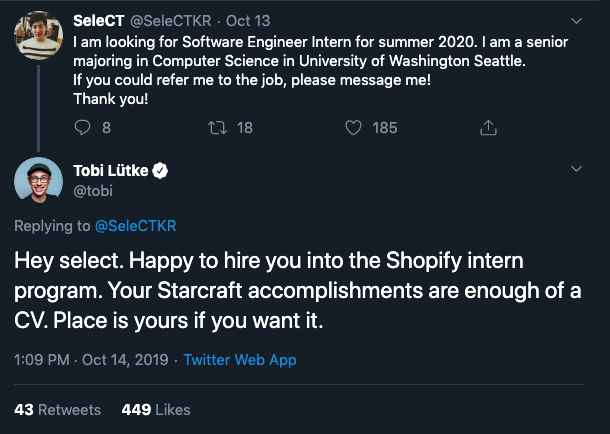 SeleCT @SeleCTKR · Oct 13
I am looking for Software Engineer Intern for summer 2020. I am a senior
majoring in Computer Science in University of Washington Seattle.
If you could refer me to the job, please message me!
Thank you!
8 18 185
Tobi Lütke
@tobi
Replying to @SeleCTKR
Hey select. Happy to hire you into the Shopify intern
program. Your Starcraft accomplishments are enough of a
CV. Place is yours if you want it.
1:09 PM · Oct 14, 2019 · Twitter Web App
43 Retweets 449 Likes